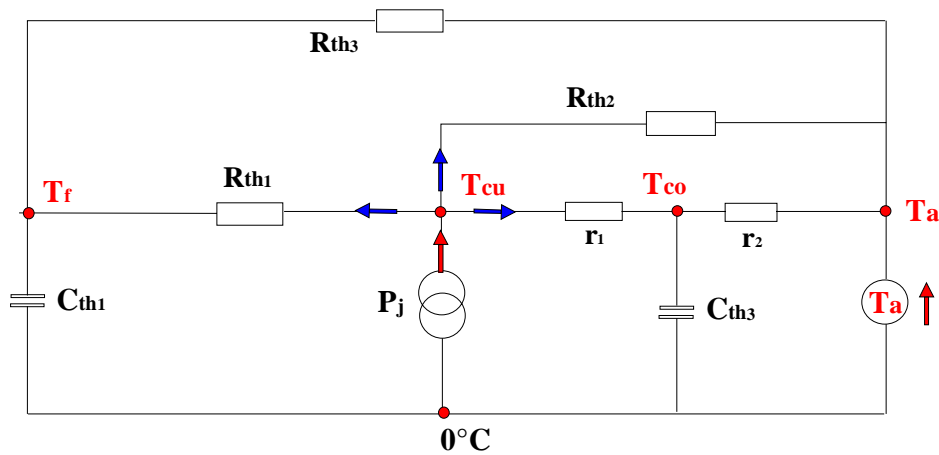 Rth3
Rth2
Tf
Rth1
Tcu
Tco
Ta
r1
r2
Cth1
Pj
Cth3
Ta
0°C